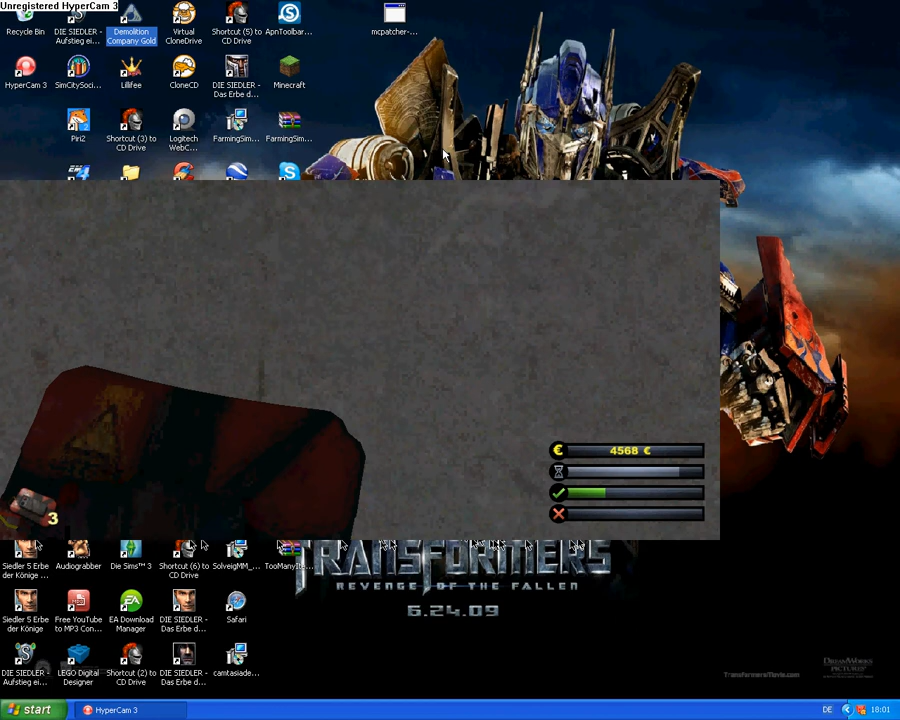 Unregistered HyperCam 3
Recycle Bin
DIE SIEDLER -
Aufstieg ei...
Demolition
Company Gold
Virtual
CloneDrive
Shortcut (5) to
CD Drive
ApnToolbar...
mcpatcher-...
HyperCam 3
SimCitySoci...
Lillifee
CloneCD
DIE SIEDLER -
Das Erbe d...
Minecraft
Piri2
Shortcut (3) to
CD Drive
Logitech
WebC...
FarmingSim...
FarmingSim...
4568 €
3
Siedler 5 Erbe
der Könige ...
Audiograbber
Die Sims™ 3
Shortcut (6) to
CD Drive
SolveigMM_...
TooManyIte...
TRANSFORMERS
REVENGE OF THE FALLEN
6.24.09
Siedler 5 Erbe
der Könige
Free YouTube
to MP3 Con...
EA Download
Manager
DIE SIEDLER -
Das Erbe d...
Safari
DIE SIEDLER -
Aufstieg ei...
LEGO Digital
Designer
Shortcut (2) to
CD Drive
DIE SIEDLER -
Das Erbe d...
camtasiade...
TransformersMovie.com
DREAMWORKS
PICTURES
start
HyperCam 3
DE
18:01